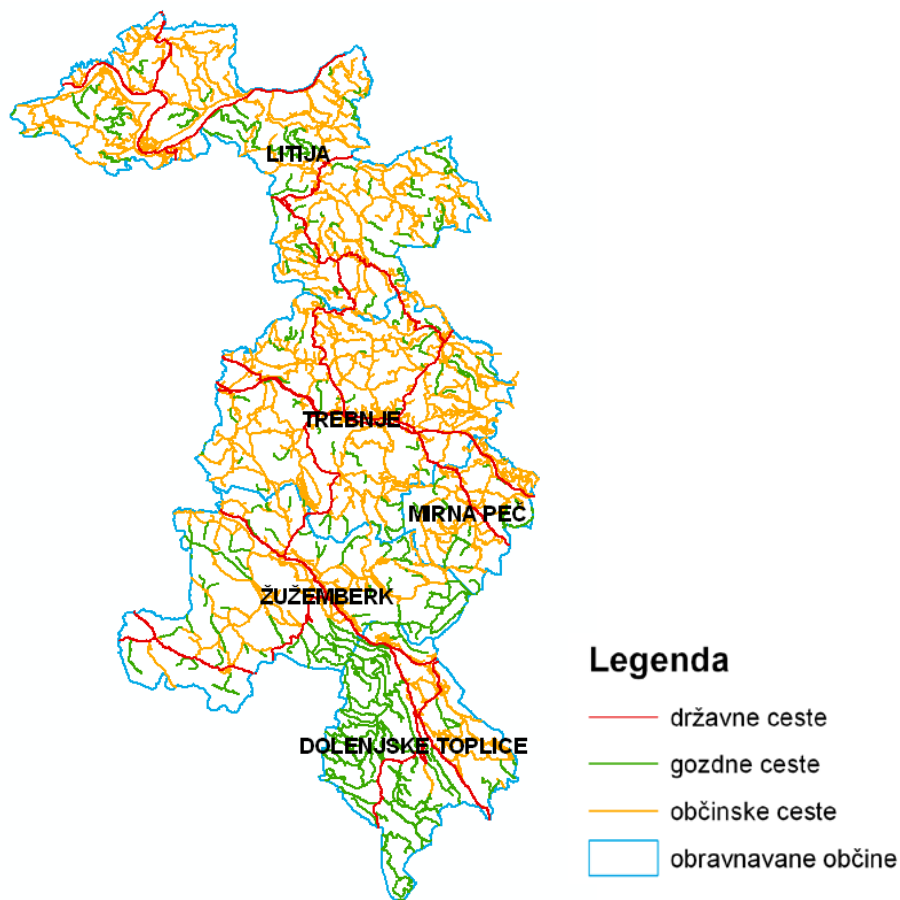 LITIJA
TREBNJE
MIRNA PEČ
ŽUŽEMBERK
DOLENJSKE TOPLICE
Legenda
državne ceste
gozdne ceste
občinske ceste
obravnavane občine